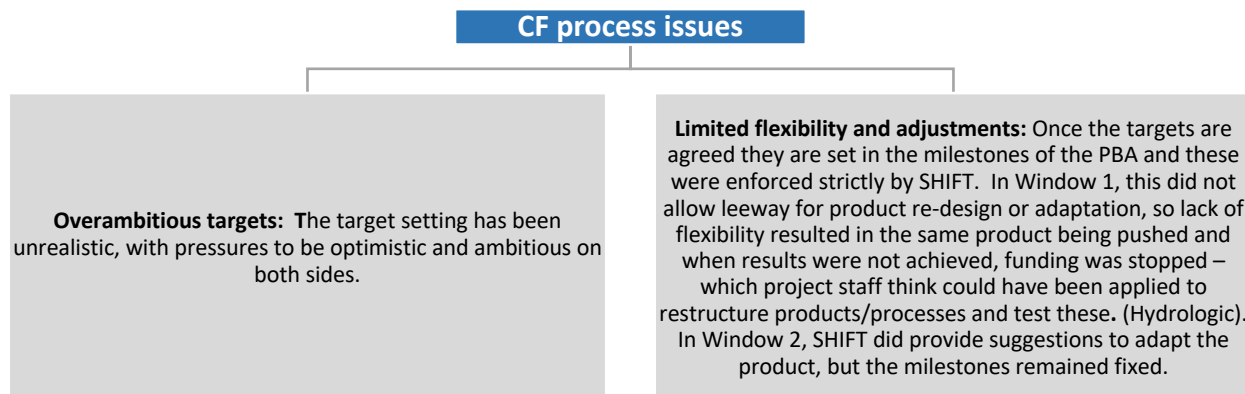 CF process issues
Overambitious targets: The target setting has been
unrealistic, with pressures to be optimistic and ambitious on
both sides.
Limited flexibility and adjustments: Once the targets are
agreed they are set in the milestones of the PBA and these
were enforced strictly by SHIFT. In Window 1, this did not
allow leeway for product re-design or adaptation, so lack of
flexibility resulted in the same product being pushed and
when results were not achieved, funding was stopped –
which project staff think could have been applied to
restructure products/processes and test these. (Hydrologic).
In Window 2, SHIFT did provide suggestions to adapt the
product, but the milestones remained fixed.